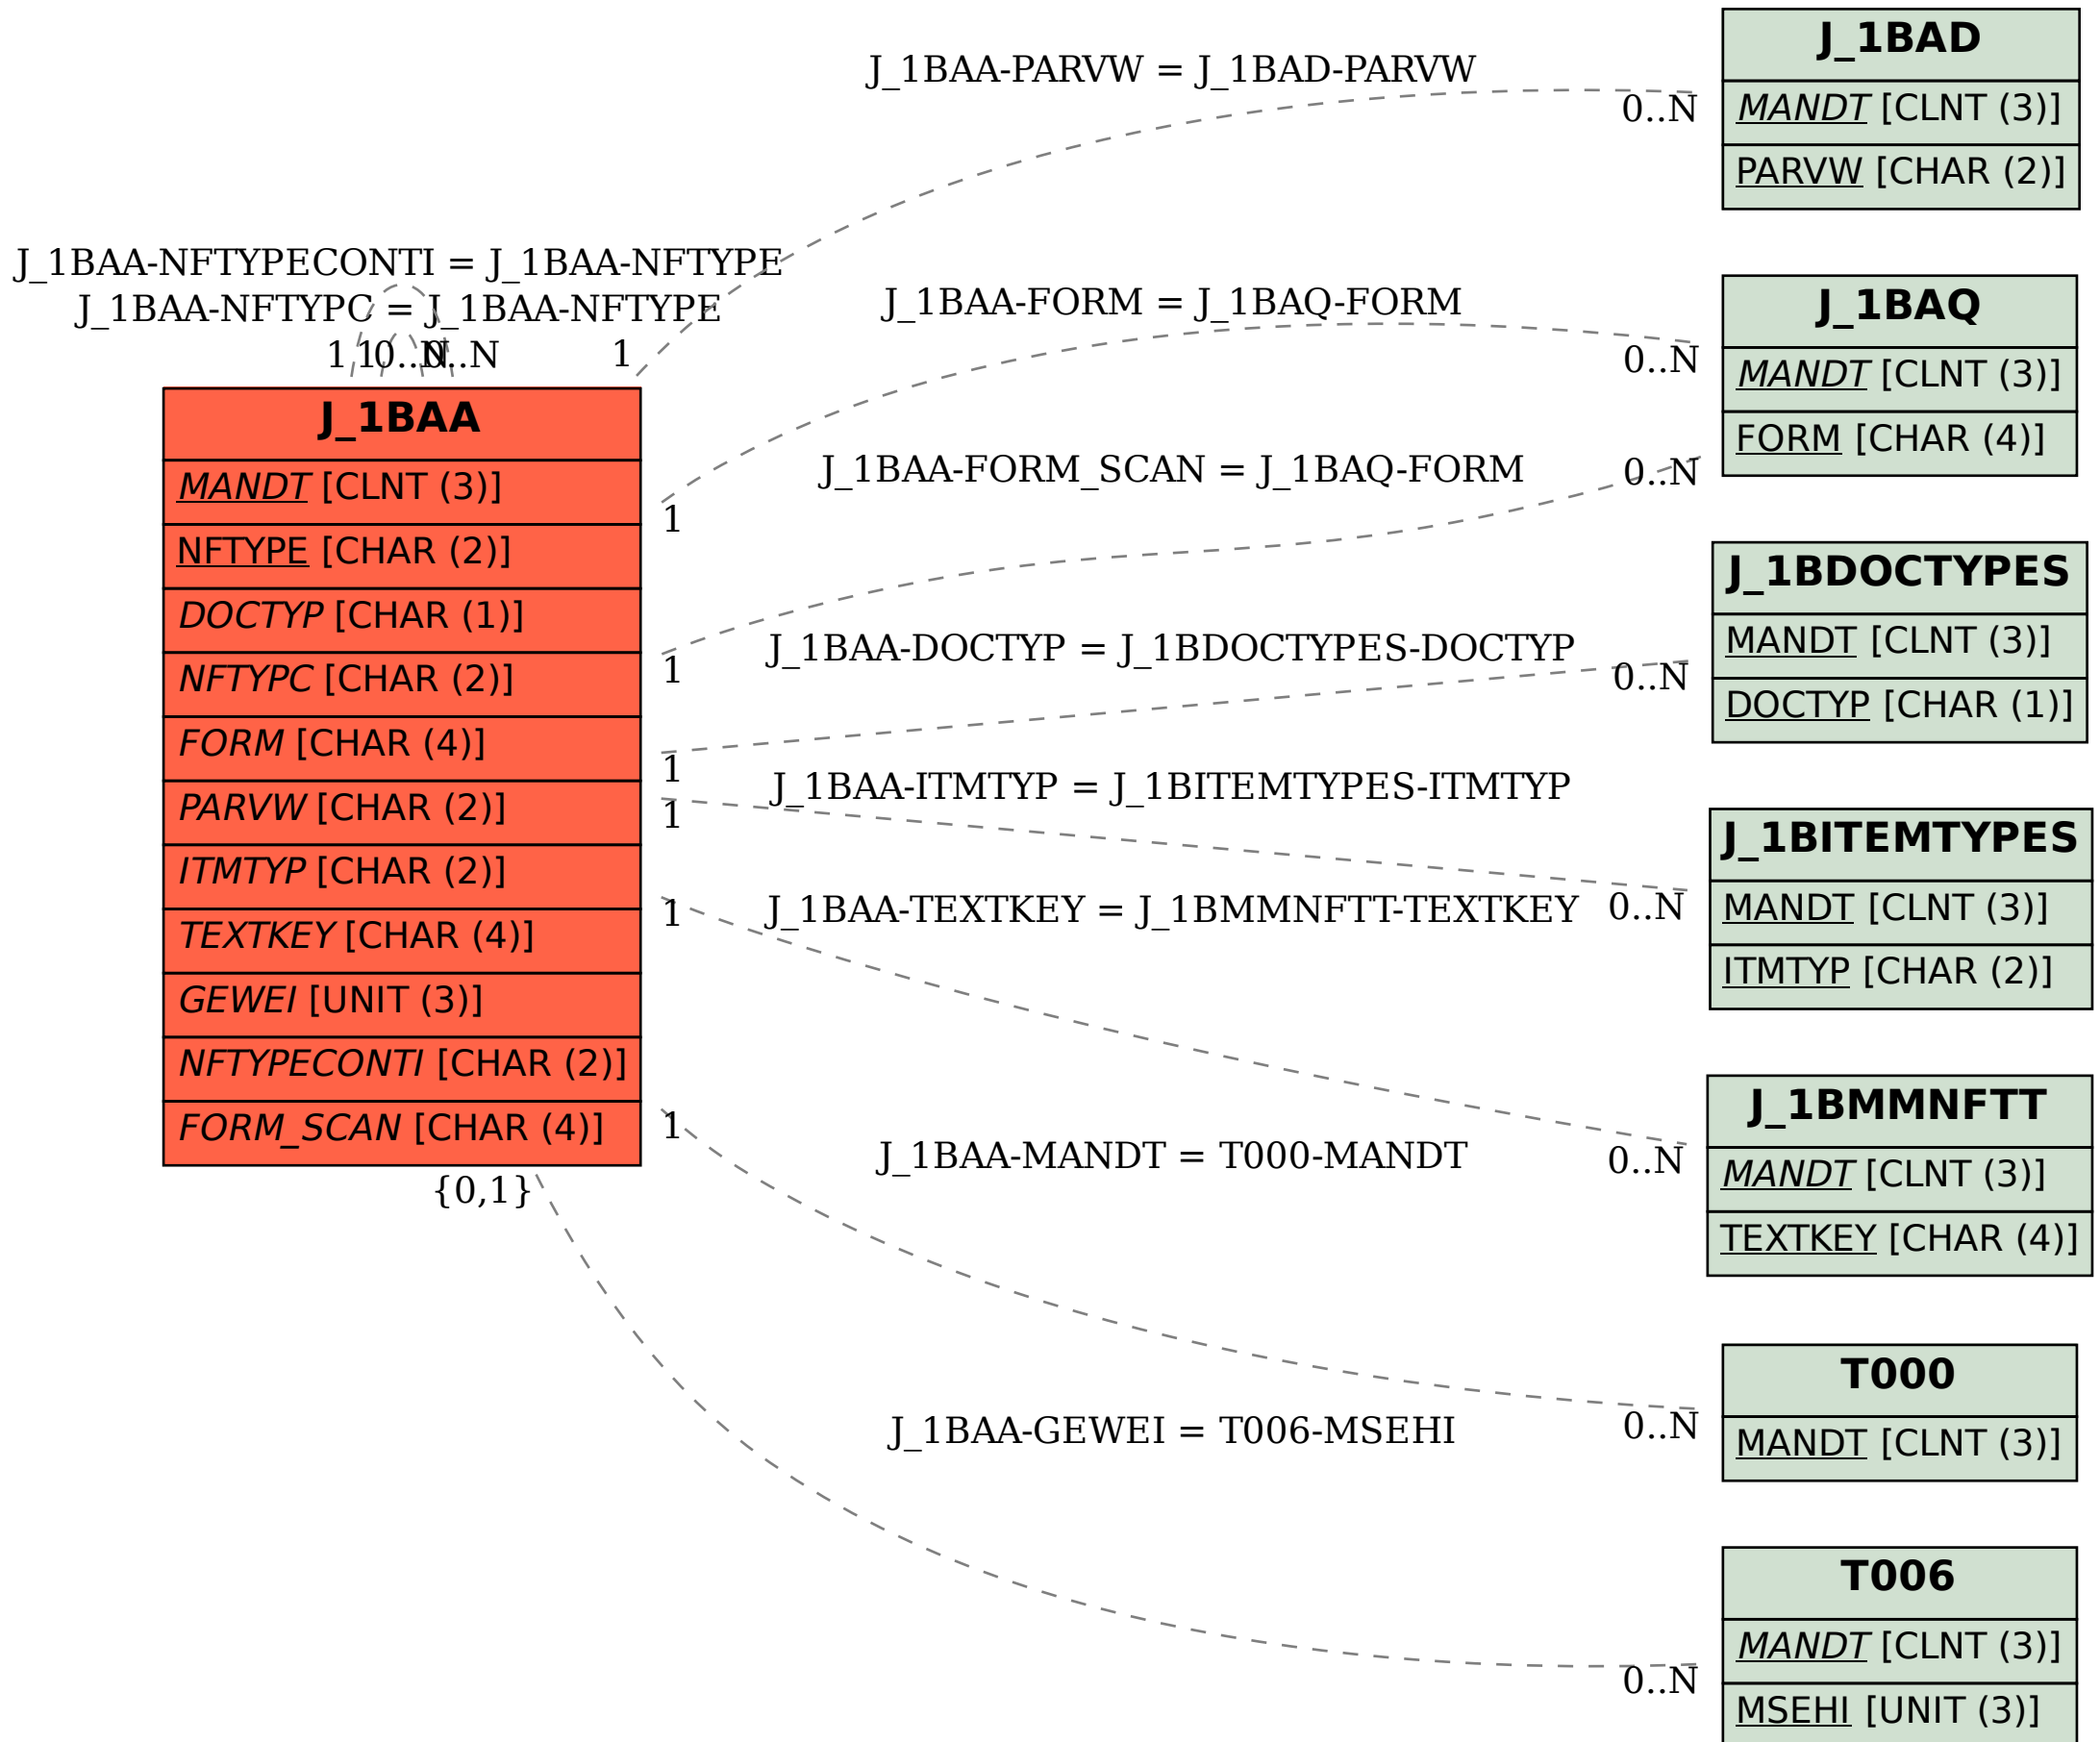 J_1BAA-NFTYPECONTI = J_1BAA-NFTYPE
J_1BAA-NFTYPC = J_1BAA-NFTYPE
1
1
0..N
0..N
J_1BAA
MANDT [CLNT (3)]
NFTYPE [CHAR (2)]
DOCTYP [CHAR (1)]
NFTYPC [CHAR (2)]
FORM [CHAR (4)]
PARVW [CHAR (2)]
ITMTYP [CHAR (2)]
TEXTKEY [CHAR (4)]
GEWEI [UNIT (3)]
NFTYPECONTI [CHAR (2)]
FORM_SCAN [CHAR (4)]
J_1BAA-PARVW = J_1BAD-PARVW
1
0..N
J_1BAA-FORM = J_1BAQ-FORM
1
0..N
J_1BAA-FORM_SCAN = J_1BAQ-FORM
1
0..N
J_1BAA-DOCTYP = J_1BDOCTYPES-DOCTYP
1
0..N
J_1BAA-ITMTYP = J_1BITEMTYPES-ITMTYP
1
0..N
J_1BAA-TEXTKEY = J_1BMMNFTT-TEXTKEY
1
0..N
J_1BAA-MANDT = T000-MANDT
1
0..N
J_1BAA-GEWEI = T006-MSEHI
{0,1}
0..N
J_1BAD
MANDT [CLNT (3)]
PARVW [CHAR (2)]
J_1BAQ
MANDT [CLNT (3)]
FORM [CHAR (4)]
J_1BDOCTYPES
MANDT [CLNT (3)]
DOCTYP [CHAR (1)]
J_1BITEMTYPES
MANDT [CLNT (3)]
ITMTYP [CHAR (2)]
J_1BMMNFTT
MANDT [CLNT (3)]
TEXTKEY [CHAR (4)]
T000
MANDT [CLNT (3)]
T006
MANDT [CLNT (3)]
MSEHI [UNIT (3)]